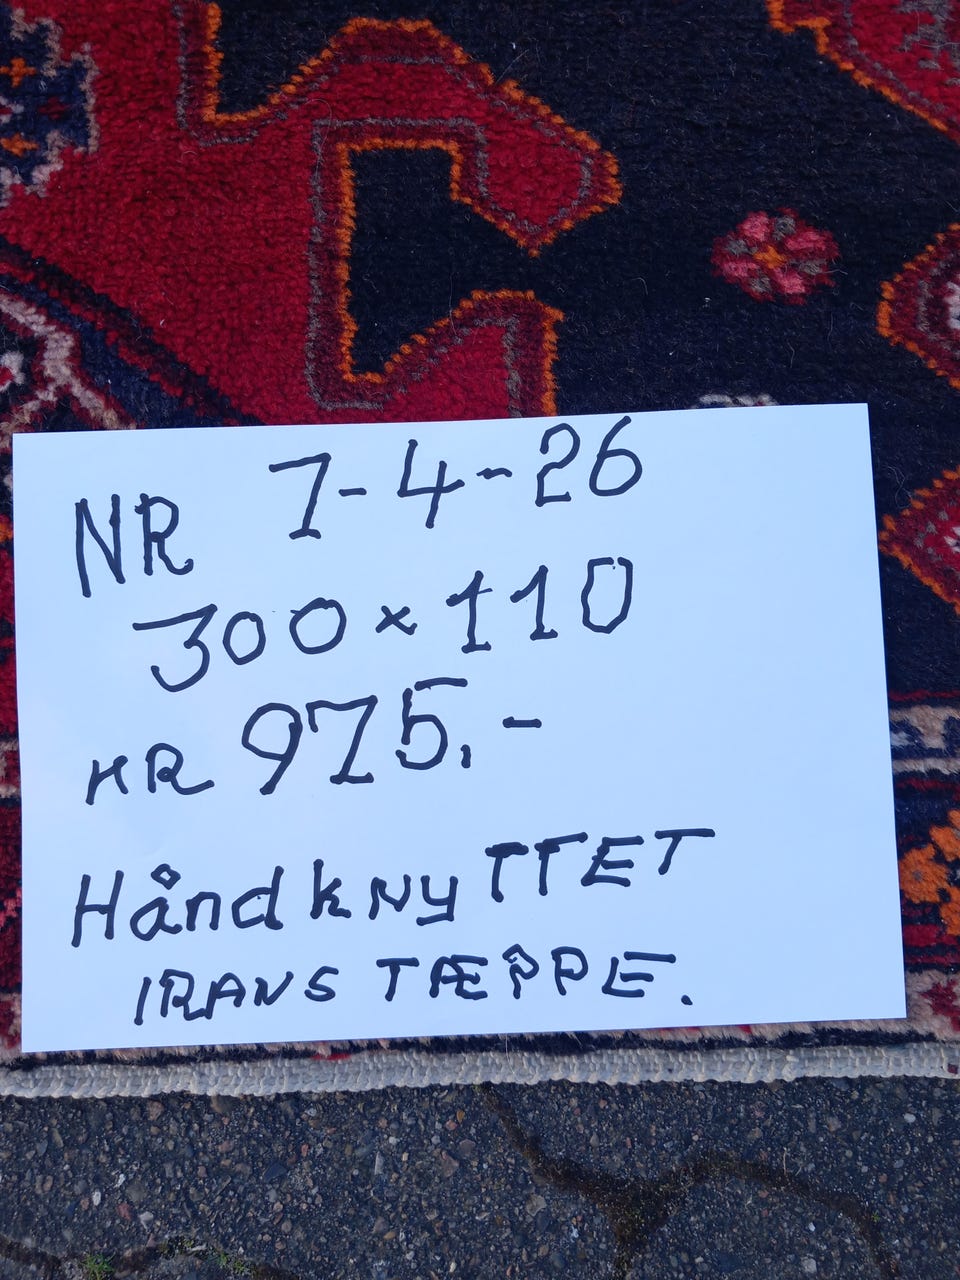 NR 7-4-26
300×110
KR 975.-
HåndkNyTTET
IRANS TÆPPE.